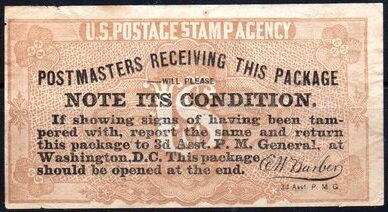 U.S. POSTAGE STAMP AGENCY
POSTMASTERS RECEIVING THIS PACKAGE
WILL PLEASE
NOTE ITS CONDITION.
If showing signs of having been tam-
pered with, report the same and return
this package to 3d Asst. P. M. General, at
Washington, D.C. This package
should be opened at the end.
E. W. Barber
3d Asst. P. M. G.